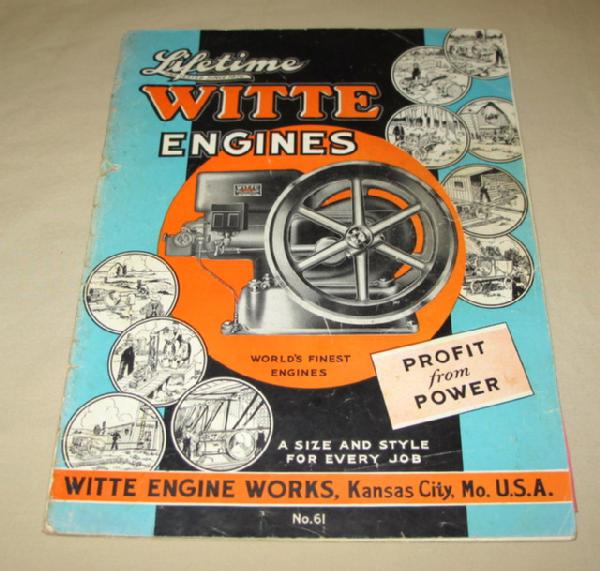 Lifetime
WITTE
ENGINES
WITTE
WORLD'S FINEST
ENGINES
PROFIT
from
POWER
A SIZE AND STYLE
FOR EVERY JOB
WITTE ENGINE WORKS, Kansas City, Mo. U.S.A.
No. 61